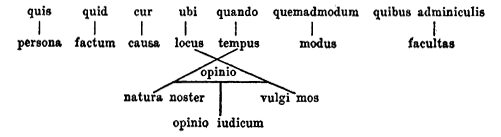 quis quid cur ubi quando quemadmodum quibus adminiculis
persona factum causa locus tempus modus facultas
opinio
natura noster vulgi mos
opinio iudicum